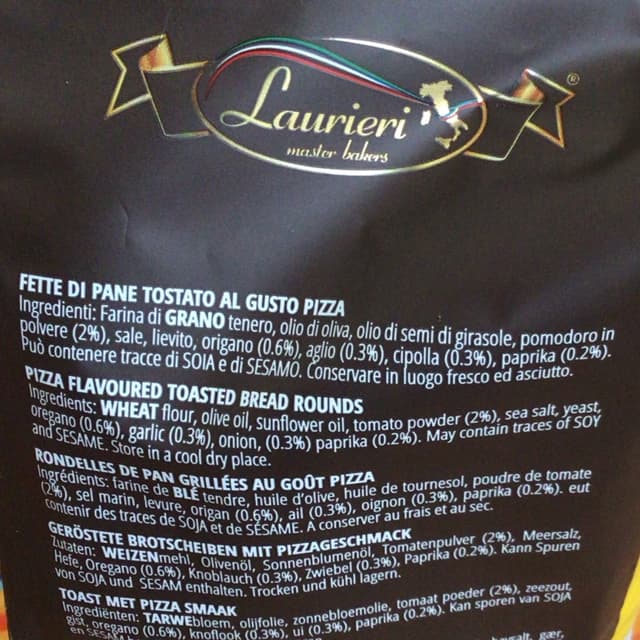 Laurieri
®
master bakers
FETTE DI PANE TOSTATO AL GUSTO PIZZA
Ingredienti: Farina di GRANO tenero, olio di oliva, olio di semi di girasole, pomodoro in
polvere (2%), sale, lievito, origano (0.6%), aglio (0.3%), cipolla (0.3%), paprika (0.2%).
Può contenere tracce di SOIA e di SESAMO. Conservare in luogo fresco ed asciutto.
PIZZA FLAVOURED TOASTED BREAD ROUNDS
Ingredients: WHEAT flour, olive oil, sunflower oil, tomato powder (2%), sea salt, yeast,
oregano (0.6%), garlic (0.3%), onion, (0.3%) paprika (0.2%). May contain traces of SOY
and SESAME. Store in a cool dry place.
RONDELLES DE PAN GRILLÉES AU GOÛT PIZZA
Ingrédients: farine de BLÉ tendre, huile d'olive, huile de tournesol, poudre de tomate
(2%), sel marin, levure, origan (0.6%), ail (0.3%), oignon (0.3%), paprika (0.2%). eut
contenir des traces de SOJA et de SÉSAME. A conserver au frais et au sec.
GERÖSTETE BROTSCHEIBEN MIT PIZZAGESCHMACK
Zutaten: WEIZENmehl, Olivenöl, Sonnenblumenöl, Tomatenpulver (2%), Meersalz,
Hefe, Oregano (0.6%), Knoblauch (0.3%), Zwiebel (0.3%), Paprika (0.2%). Kann Spuren
von SOJA und SESAM enthalten. Trocken und kühl lagern.
TOAST MET PIZZA SMAAK
Ingrediënten: TARWEbloem, olijfolie, zonnebloemolie, tomaat poeder (2%), zeezout,
gist, oregano (0.6%), knoflook (0.3%), ui (0.3%), paprika (0.2%). Kan sporen van SOJA
en SESAM